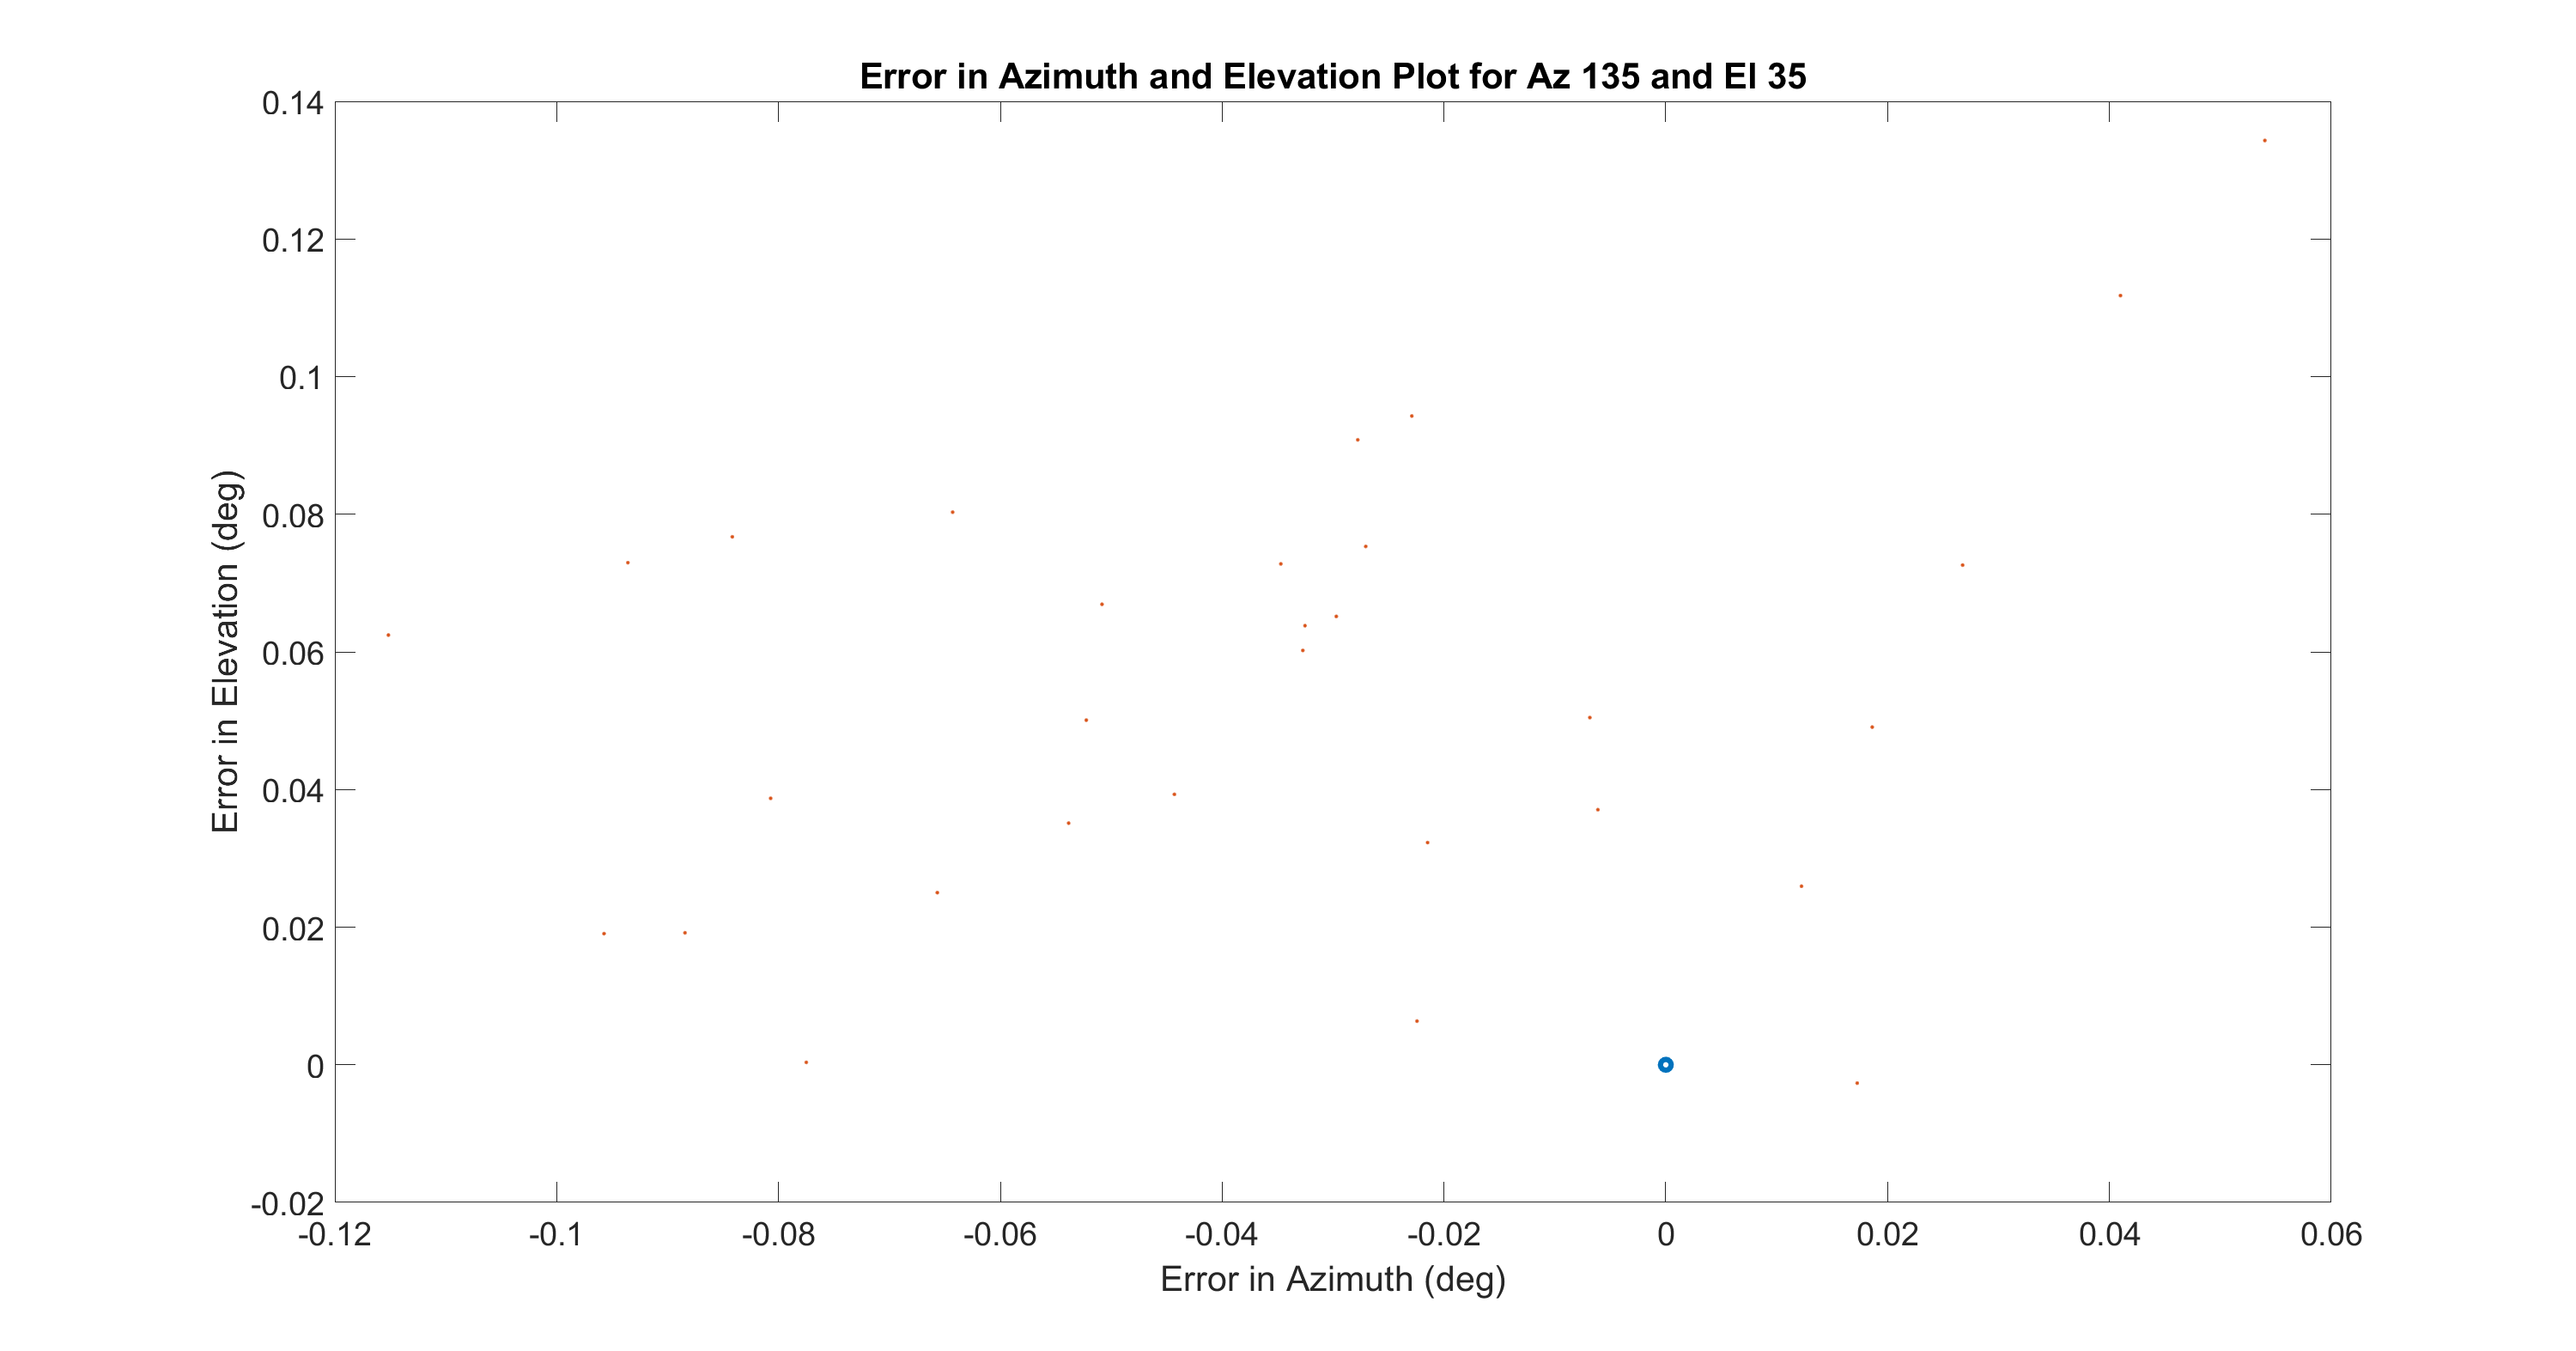 Error in Azimuth and Elevation Plot for Az 135 and El 35
0.14
0.12
0.1
0.08
0.06
0.04
0.02
0
-0.02
Error in Elevation (deg)
-0.12 -0.1 -0.08 -0.06 -0.04 -0.02 0 0.02 0.04 0.06
Error in Azimuth (deg)